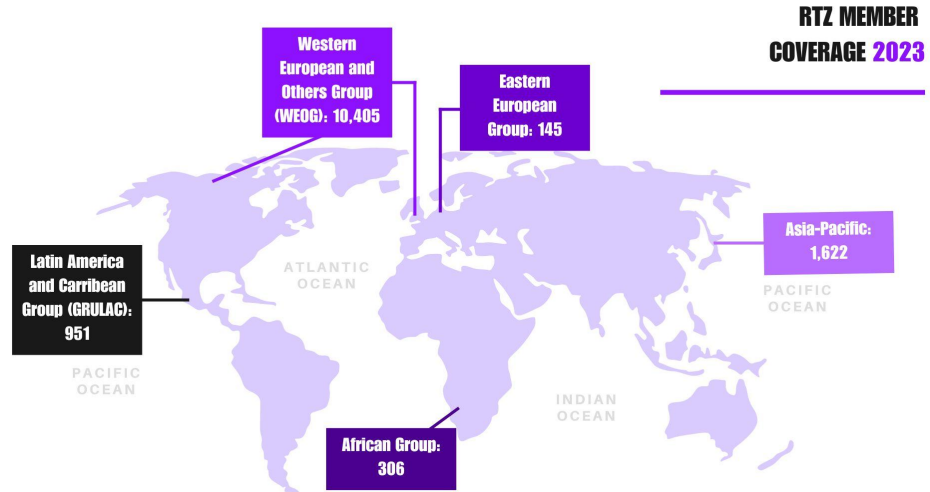 RTZ MEMBER
COVERAGE 2023
Western
European and
Others Group
(WEOG): 10,405
Eastern
European
Group: 145
Asia-Pacific:
1,622
Latin America
and Carribean
Group (GRULAC):
951
ATLANTIC
OCEAN
PACIFIC
OCEAN
PACIFIC
OCEAN
INDIAN
OCEAN
African Group:
306